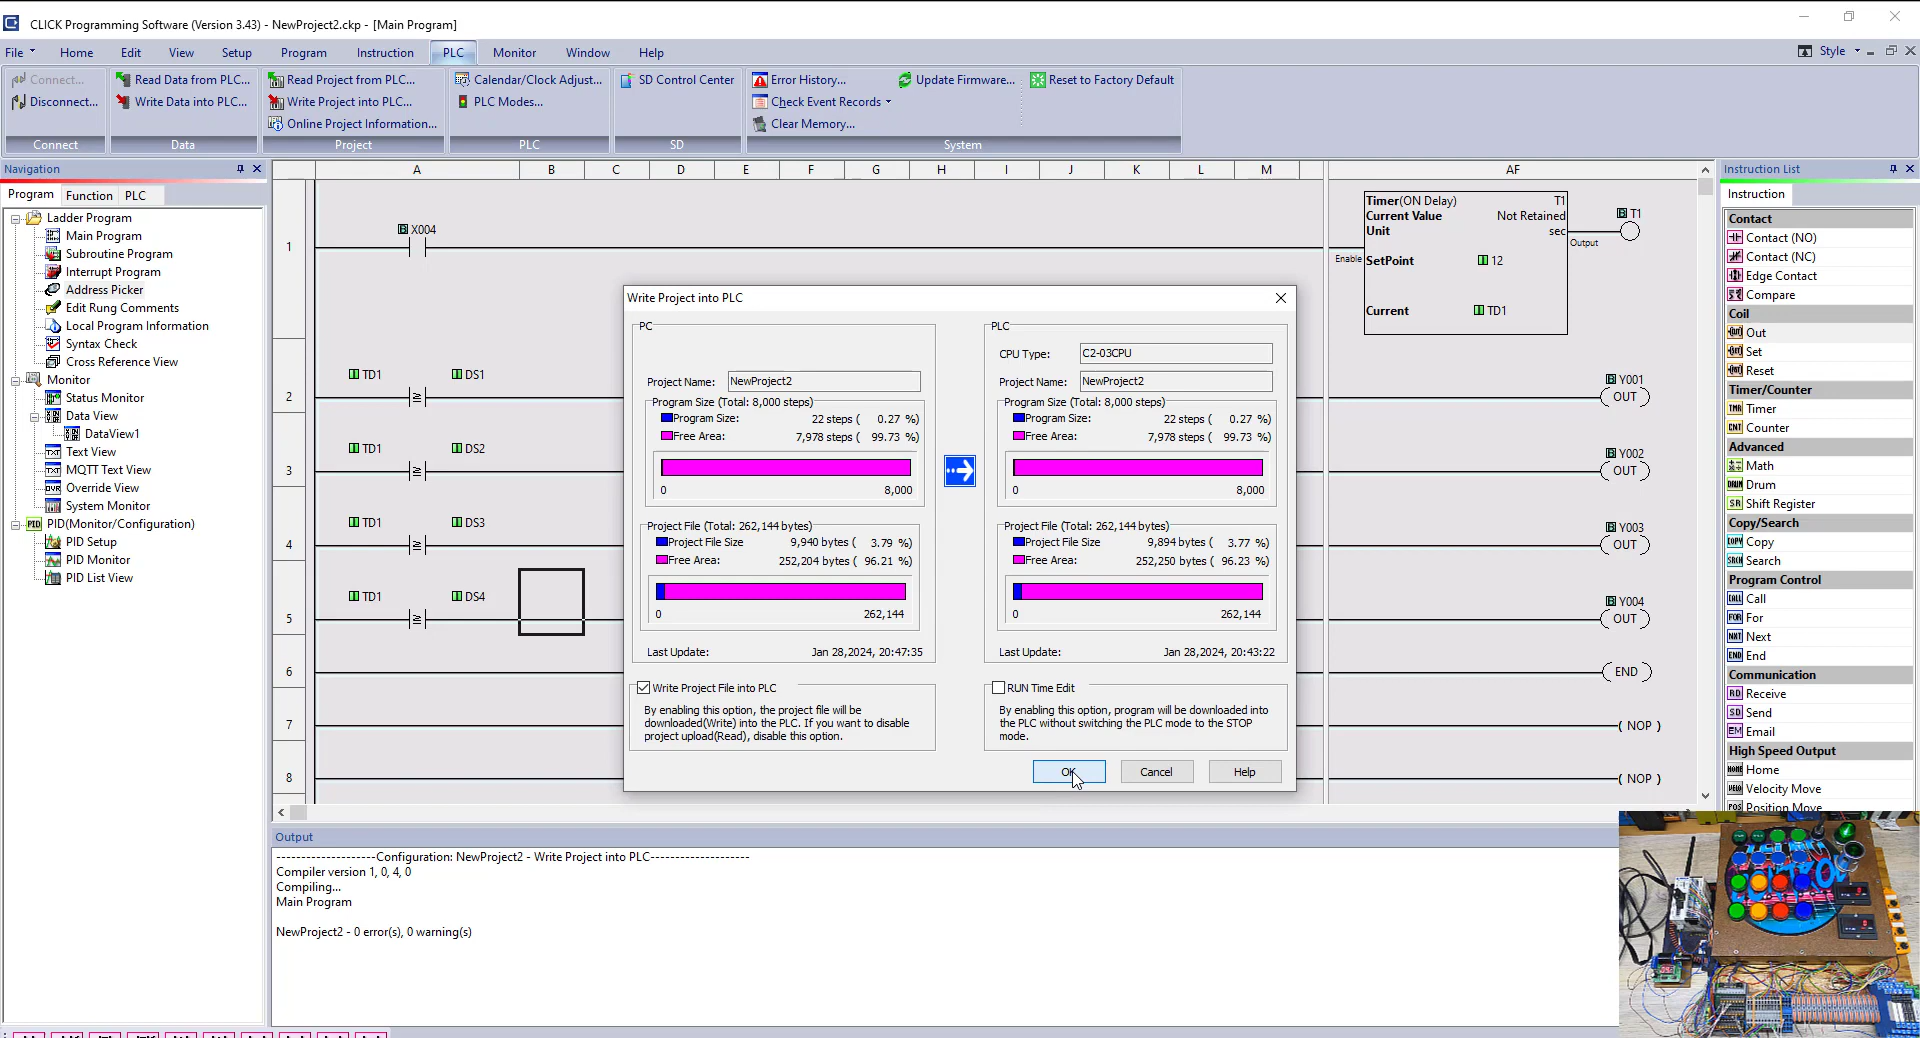 CLICK Programming Software (Version 3.43) - NewProject2.ckp - [Main Program]
File Home Edit View Setup Program Instruction PLC Monitor Window Help Style
Connect... Read Data from PLC... Read Project from PLC... Calendar/Clock Adjust... SD Control Center Error History... Update Firmware... Reset to Factory Default
Disconnect... Write Data into PLC... Write Project into PLC... PLC Modes... Check Event Records
Online Project Information... Clear Memory...
Connect Data Project PLC SD System
Navigation
Program Function PLC
Ladder Program
Main Program
Subroutine Program
Interrupt Program
Address Picker
Edit Rung Comments
Local Program Information
Syntax Check
Cross Reference View
Monitor
Status Monitor
Data View
DataView1
Text View
MQTT Text View
Override View
System Monitor
PID(Monitor/Configuration)
PID Setup
PID Monitor
PID List View
A B C D E F G H I J K L M AF
1
X004
Timer(ON Delay) T1
Current Value Not Retained
Unit sec
Enable
SetPoint 12
Current TD1
Output
T1
2
TD1 DS1
Y001
OUT
3
TD1 DS2
Y002
OUT
4
TD1 DS3
Y003
OUT
5
TD1 DS4
Y004
OUT
6
END
7
NOP
8
NOP
Write Project into PLC
PC
Project Name: NewProject2
Program Size (Total: 8,000 steps)
Program Size: 22 steps ( 0.27 %)
Free Area: 7,978 steps ( 99.73 %)
0 8,000
Project File (Total: 262,144 bytes)
Project File Size 9,940 bytes ( 3.79 %)
Free Area: 252,204 bytes ( 96.21 %)
0 262,144
Last Update: Jan 28,2024, 20:47:35
Write Project File into PLC
By enabling this option, the project file will be
downloaded(Write) into the PLC. If you want to disable
project upload(Read), disable this option.
PLC
CPU Type: C2-03CPU
Project Name: NewProject2
Program Size (Total: 8,000 steps)
Program Size: 22 steps ( 0.27 %)
Free Area: 7,978 steps ( 99.73 %)
0 8,000
Project File (Total: 262,144 bytes)
Project File Size 9,894 bytes ( 3.77 %)
Free Area: 252,250 bytes ( 96.23 %)
0 262,144
Last Update: Jan 28,2024, 20:43:22
RUN Time Edit
By enabling this option, program will be downloaded into
the PLC without switching the PLC mode to the STOP
mode.
OK Cancel Help
Output
--------------------Configuration: NewProject2 - Write Project into PLC--------------------
Compiler version 1, 0, 4, 0
Compiling...
Main Program
NewProject2 - 0 error(s), 0 warning(s)
Instruction List
Instruction
Contact
Contact (NO)
Contact (NC)
Edge Contact
Compare
Coil
Out
Set
Reset
Timer/Counter
Timer
Counter
Advanced
Math
Drum
Shift Register
Copy/Search
Copy
Search
Program Control
Call
For
Next
End
Communication
Receive
Send
Email
High Speed Output
Home
Velocity Move
Position Move